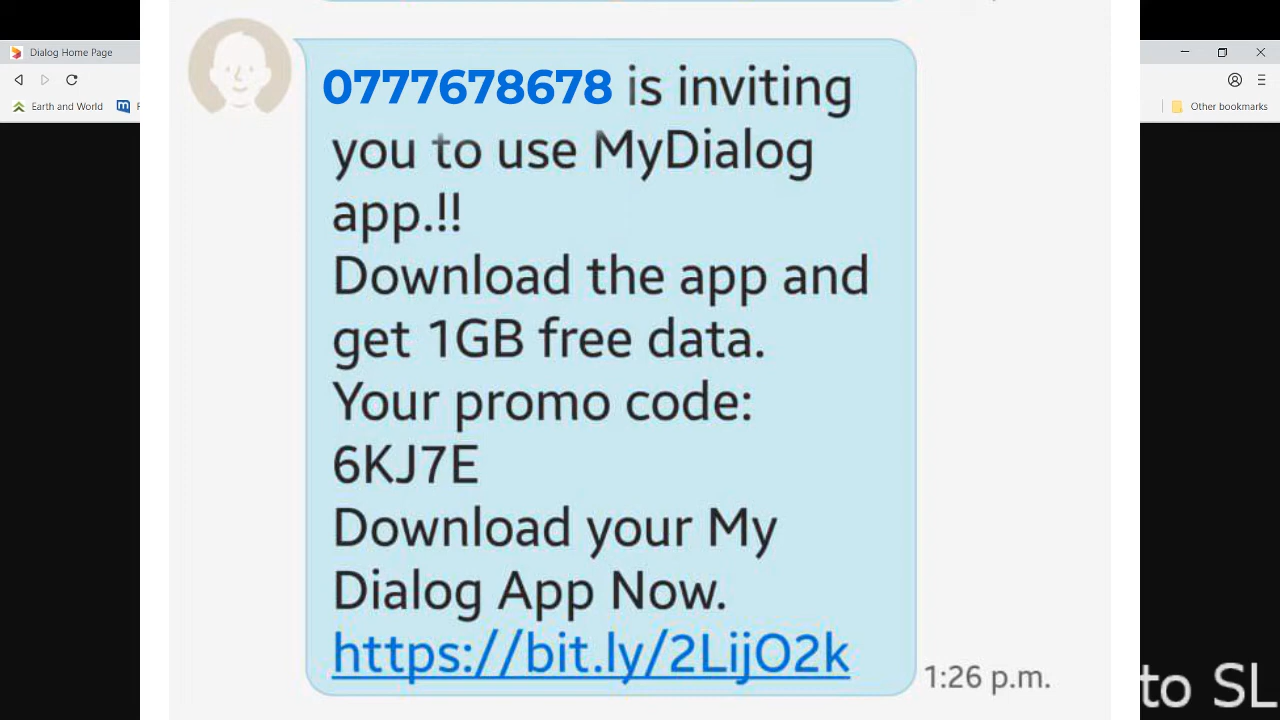 Dialog Home Page
Earth and World
Other bookmarks
0777678678 is inviting
you to use MyDialog
app.!!
Download the app and
get 1GB free data.
Your promo code:
6KJ7E
Download your My
Dialog App Now.
https://bit.ly/2LijO2k
1:26 p.m.
to SL